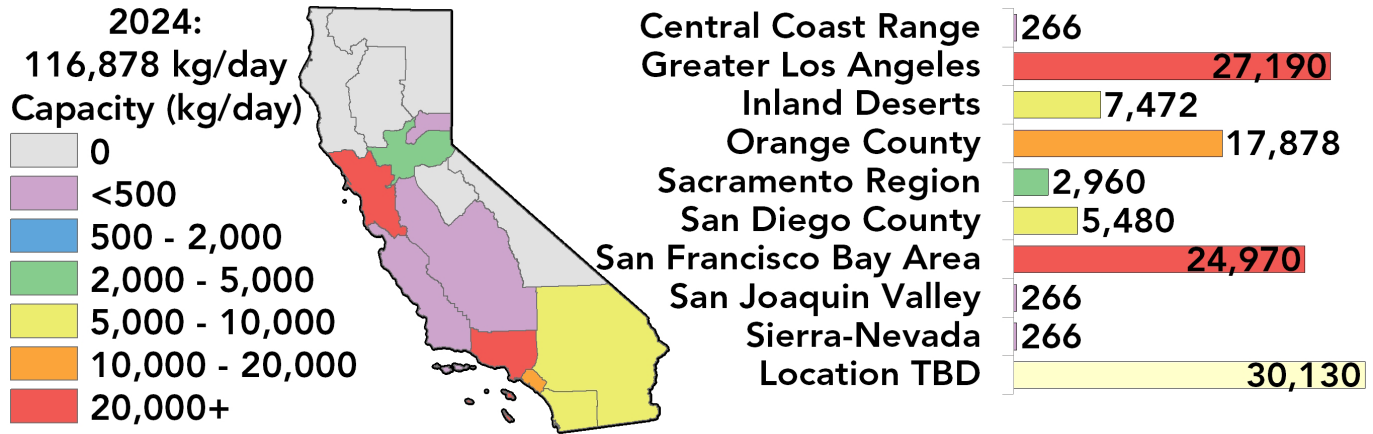 2024:
116,878 kg/day
Capacity (kg/day)
0
<500
500 - 2,000
2,000 - 5,000
5,000 - 10,000
10,000 - 20,000
20,000+
Central Coast Range 266
Greater Los Angeles 27,190
Inland Deserts 7,472
Orange County 17,878
Sacramento Region 2,960
San Diego County 5,480
San Francisco Bay Area 24,970
San Joaquin Valley 266
Sierra-Nevada 266
Location TBD 30,130